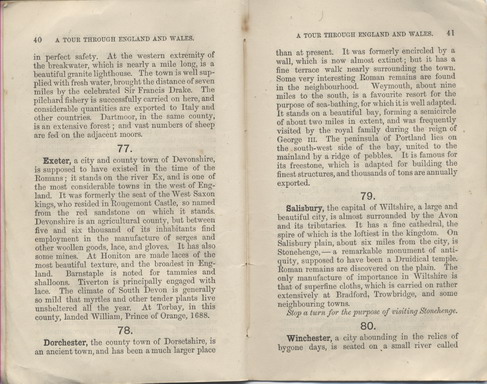 40 A TOUR THROUGH ENGLAND AND WALES.
in perfect safety. At the western extremity of
the breakwater, which is nearly a mile long, is a
beautiful granite lighthouse. The town is well sup-
plied with fresh water, brought the distance of seven
miles by the celebrated Sir Francis Drake. The
pilchard fishery is successfully carried on here, and
considerable quantities are exported to Italy and
other countries. Dartmoor, in the same county,
is an extensive forest; and vast numbers of sheep
are fed on the adjacent moors.
77.
Exeter, a city and county town of Devonshire,
is supposed to have existed in the time of the
Romans; it stands on the river Ex, and is one of
the most considerable towns in the west of Eng-
land. It was formerly the seat of the West Saxon
kings, who resided in Rougemont Castle, so named
from the red sandstone on which it stands.
Devonshire is an agricultural county, but between
five and six thousand of its inhabitants find
employment in the manufacture of serges and
other woollen goods, lace, and gloves. It has also
some mines. At Honiton are made laces of the
most beautiful texture, and the broadest in Eng-
land. Barnstaple is noted for tammies and
shalloons. Tiverton is principally engaged with
lace. The climate of South Devon is generally
so mild that myrtles and other tender plants live
unsheltered all the year. At Torbay, in this
county, landed William, Prince of Orange, 1688.
78.
Dorchester, the county town of Dorsetshire, is
an ancient town, and has been a much larger place
A TOUR THROUGH ENGLAND AND WALES. 41
than at present. It was formerly encircled by a
wall, which is now almost extinct; but it has a
fine terrace walk nearly surrounding the town.
Some very interesting Roman remains are found
in the neighbourhood. Weymouth, about nine
miles to the south, is a favourite resort for the
purpose of sea-bathing, for which it is well adapted.
It stands on a beautiful bay, forming a semicircle
of about two miles in extent, and was frequently
visited by the royal family during the reign of
George III. The peninsula of Portland lies on
the south-west side of the bay, united to the
mainland by a ridge of pebbles. It is famous for
its freestone, which is adapted for building the
finest structures, and thousands of tons are annually
exported.
79.
Salisbury, the capital of Wiltshire, a large and
beautiful city, is almost surrounded by the Avon
and its tributaries. It has a fine cathedral, the
spire of which is the loftiest in the kingdom. On
Salisbury plain, about six miles from the city, is
Stonehenge,—a remarkable monument of anti-
quity, supposed to have been a Druidical temple.
Roman remains are discovered on the plain. The
only manufacture of importance in Wiltshire is
that of superfine cloths, which is carried on rather
extensively at Bradford, Trowbridge, and some
neighbouring towns.
Stop a turn for the purpose of visiting Stonehenge.
80.
Winchester, a city abounding in the relics of
bygone days, is seated on a small river called